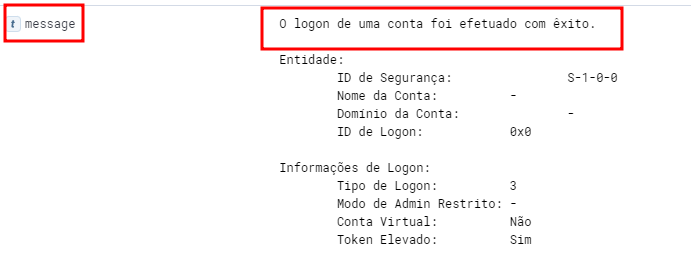 t message
O logon de uma conta foi efetuado com êxito.
Entidade:
ID de Segurança: S-1-0-0
Nome da Conta: -
Domínio da Conta: -
ID de Logon: 0x0
Informações de Logon:
Tipo de Logon: 3
Modo de Admin Restrito: -
Conta Virtual: Não
Token Elevado: Sim